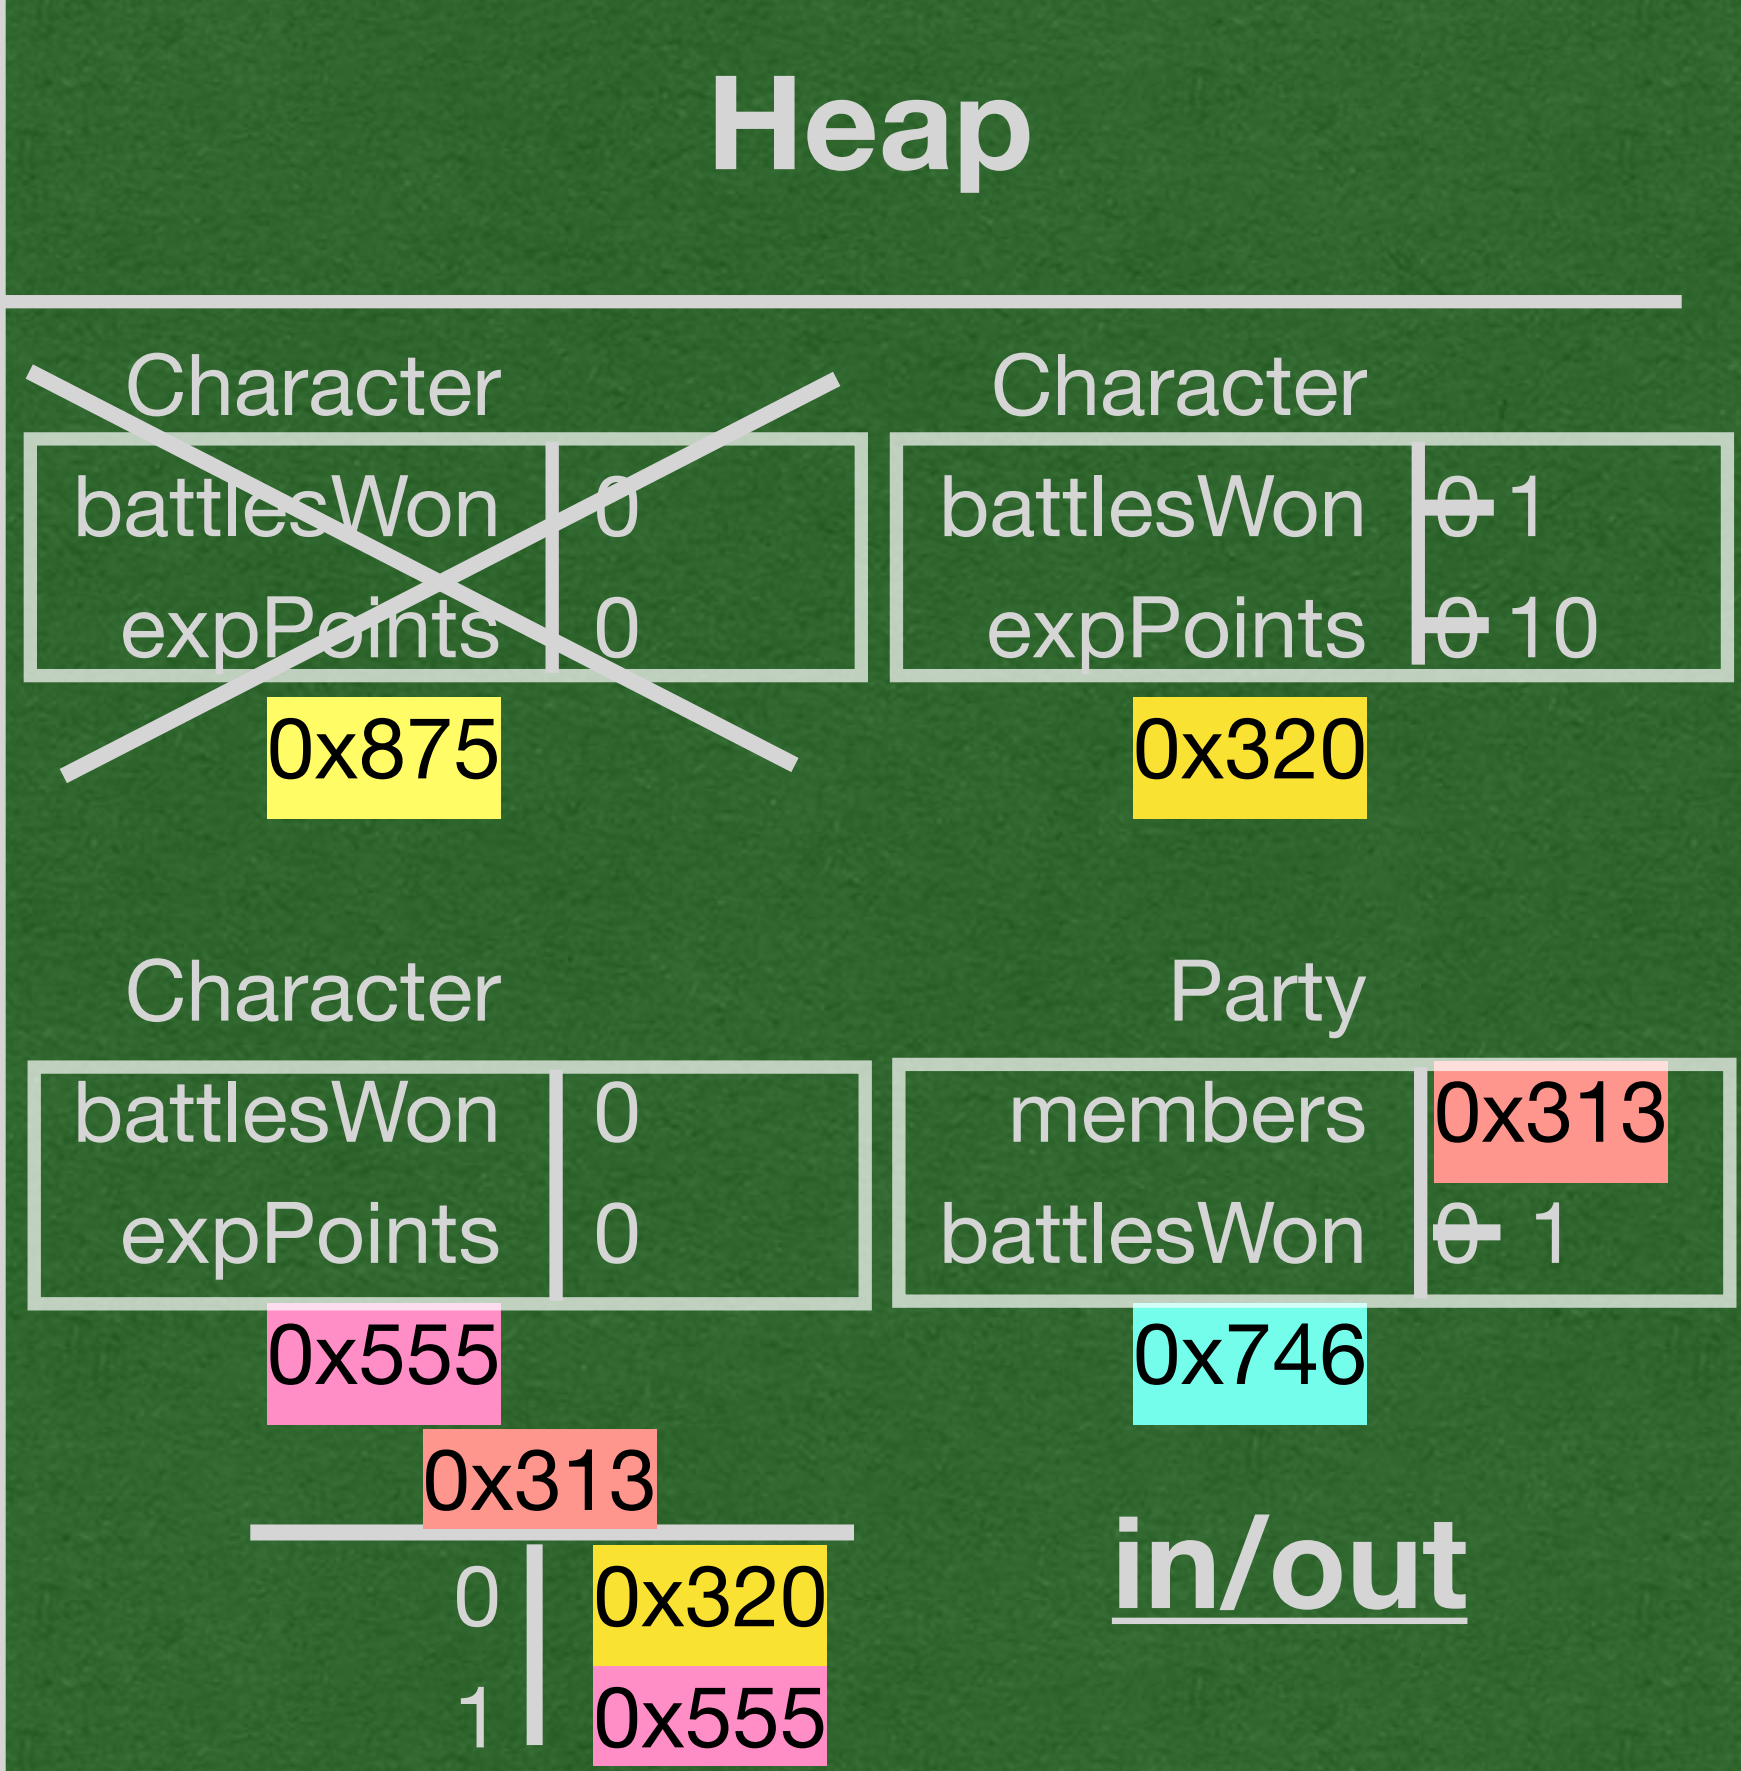 Heap
Character
battlesWon 0
expPoints 0
0x875
Character
battlesWon 0 1
expPoints 0 10
0x320
Character
battlesWon 0
expPoints 0
0x555
Party
members 0x313
battlesWon 0 1
0x746
0x313
0 0x320
1 0x555
in/out